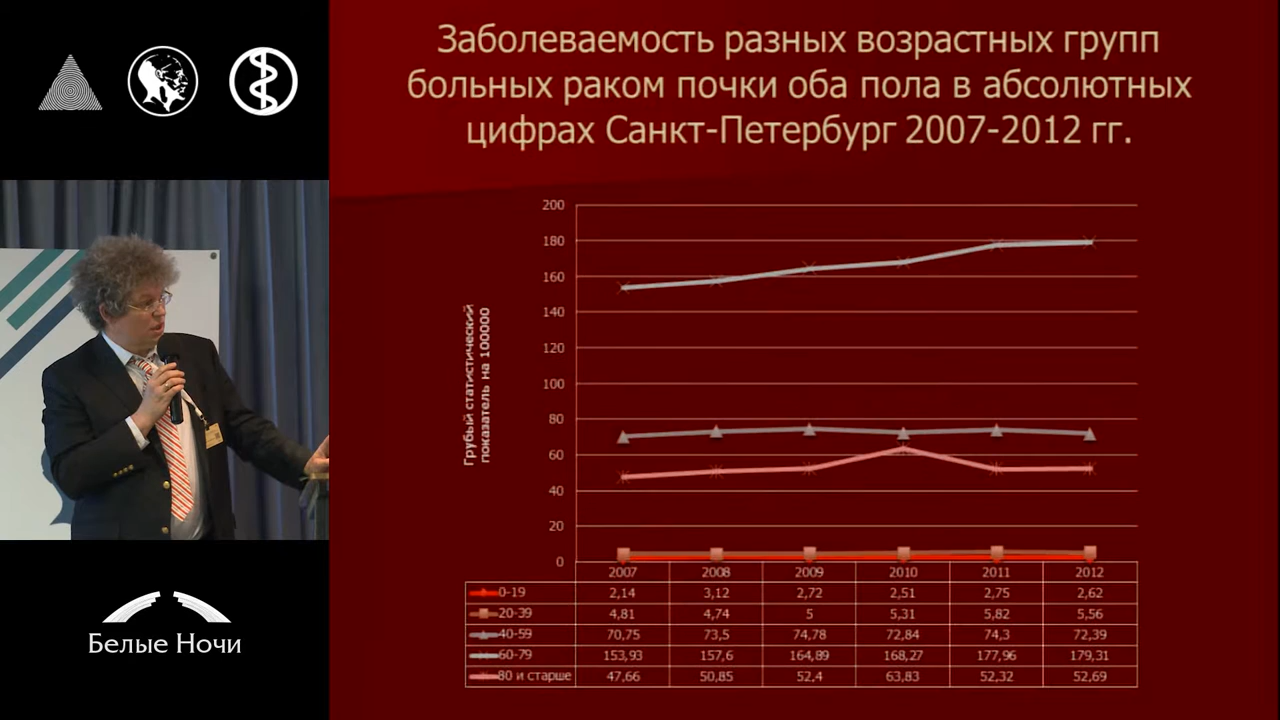 Заболеваемость разных возрастных групп
больных раком почки оба пола в абсолютных
цифрах Санкт-Петербург 2007-2012 гг.
Грубый статистический
показатель на 100000
200
180
160
140
120
100
80
60
40
20
0
2007 2008 2009 2010 2011 2012
0-19 2,14 3,12 2,72 2,51 2,75 2,62
20-39 4,81 4,74 5 5,31 5,82 5,56
40-59 70,75 73,5 74,78 72,84 74,3 72,39
60-79 153,93 157,6 164,89 168,27 177,96 179,31
80 и старше 47,66 50,85 52,4 63,83 52,32 52,69
Белые Ночи